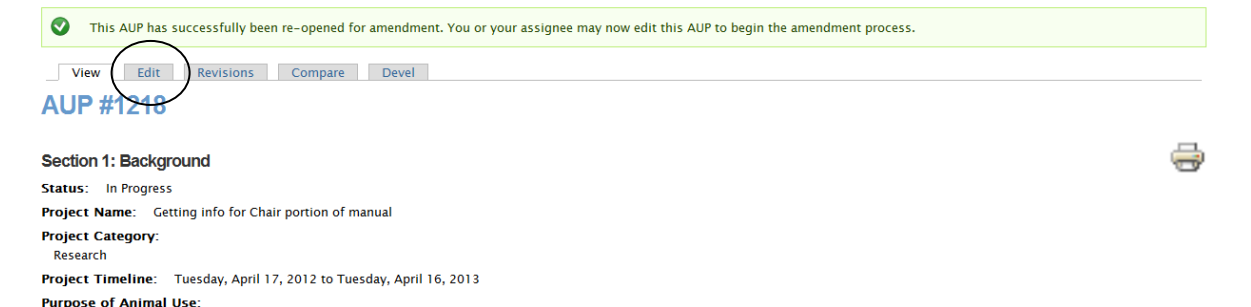 This AUP has successfully been re-opened for amendment. You or your assignee may now edit this AUP to begin the amendment process.
View Edit Revisions Compare Devel
AUP #1218
Section 1: Background
Status: In Progress
Project Name: Getting info for Chair portion of manual
Project Category:
Research
Project Timeline: Tuesday, April 17, 2012 to Tuesday, April 16, 2013
Purpose of Animal Use: